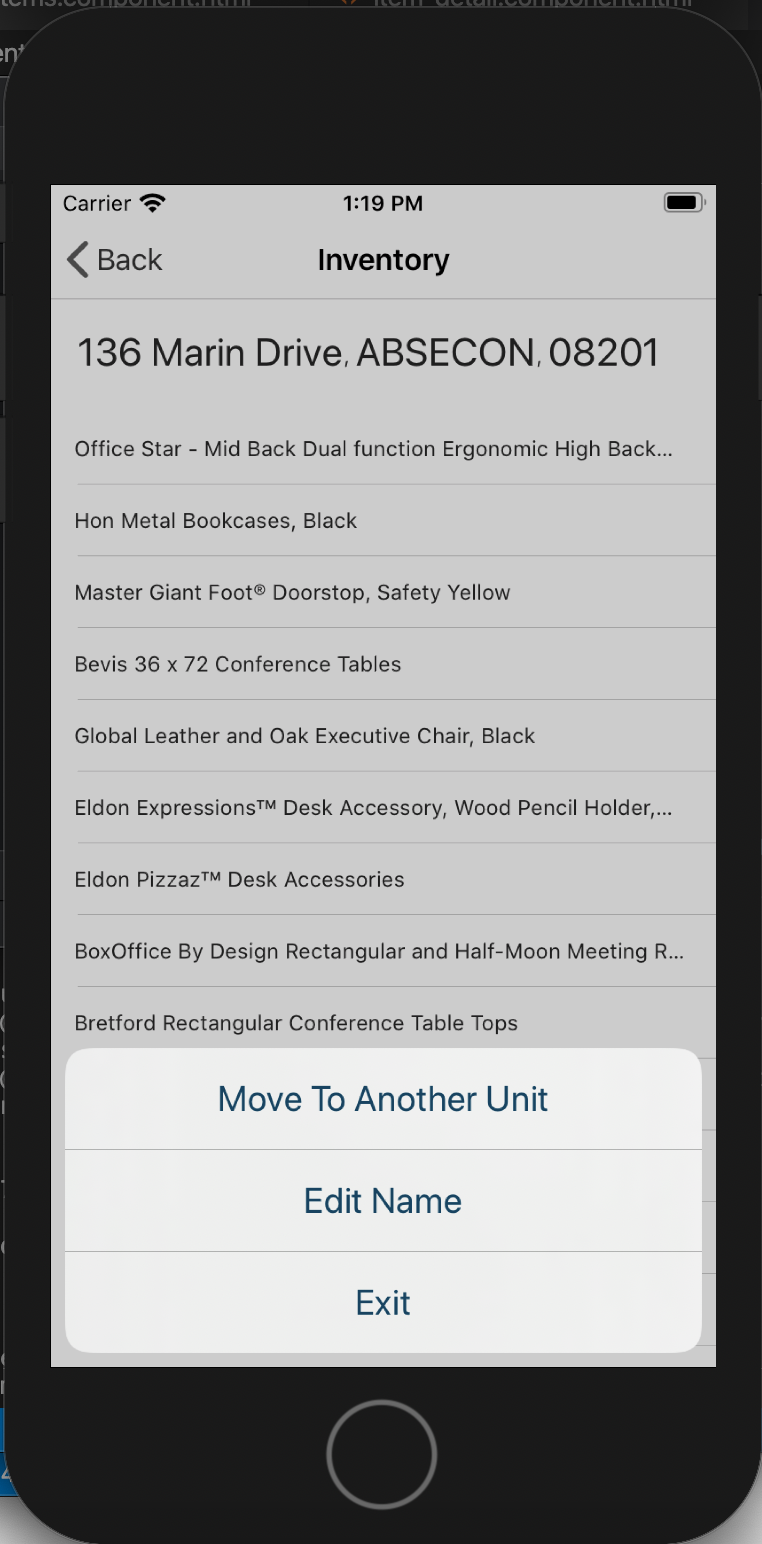 item-detail.component.html
Carrier 1:19 PM
Back Inventory
136 Marin Drive, ABSECON, 08201
Office Star - Mid Back Dual function Ergonomic High Back...
Hon Metal Bookcases, Black
Master Giant Foot® Doorstop, Safety Yellow
Bevis 36 x 72 Conference Tables
Global Leather and Oak Executive Chair, Black
Eldon Expressions™ Desk Accessory, Wood Pencil Holder,...
Eldon Pizzaz™ Desk Accessories
BoxOffice By Design Rectangular and Half-Moon Meeting R...
Bretford Rectangular Conference Table Tops
Move To Another Unit
Edit Name
Exit